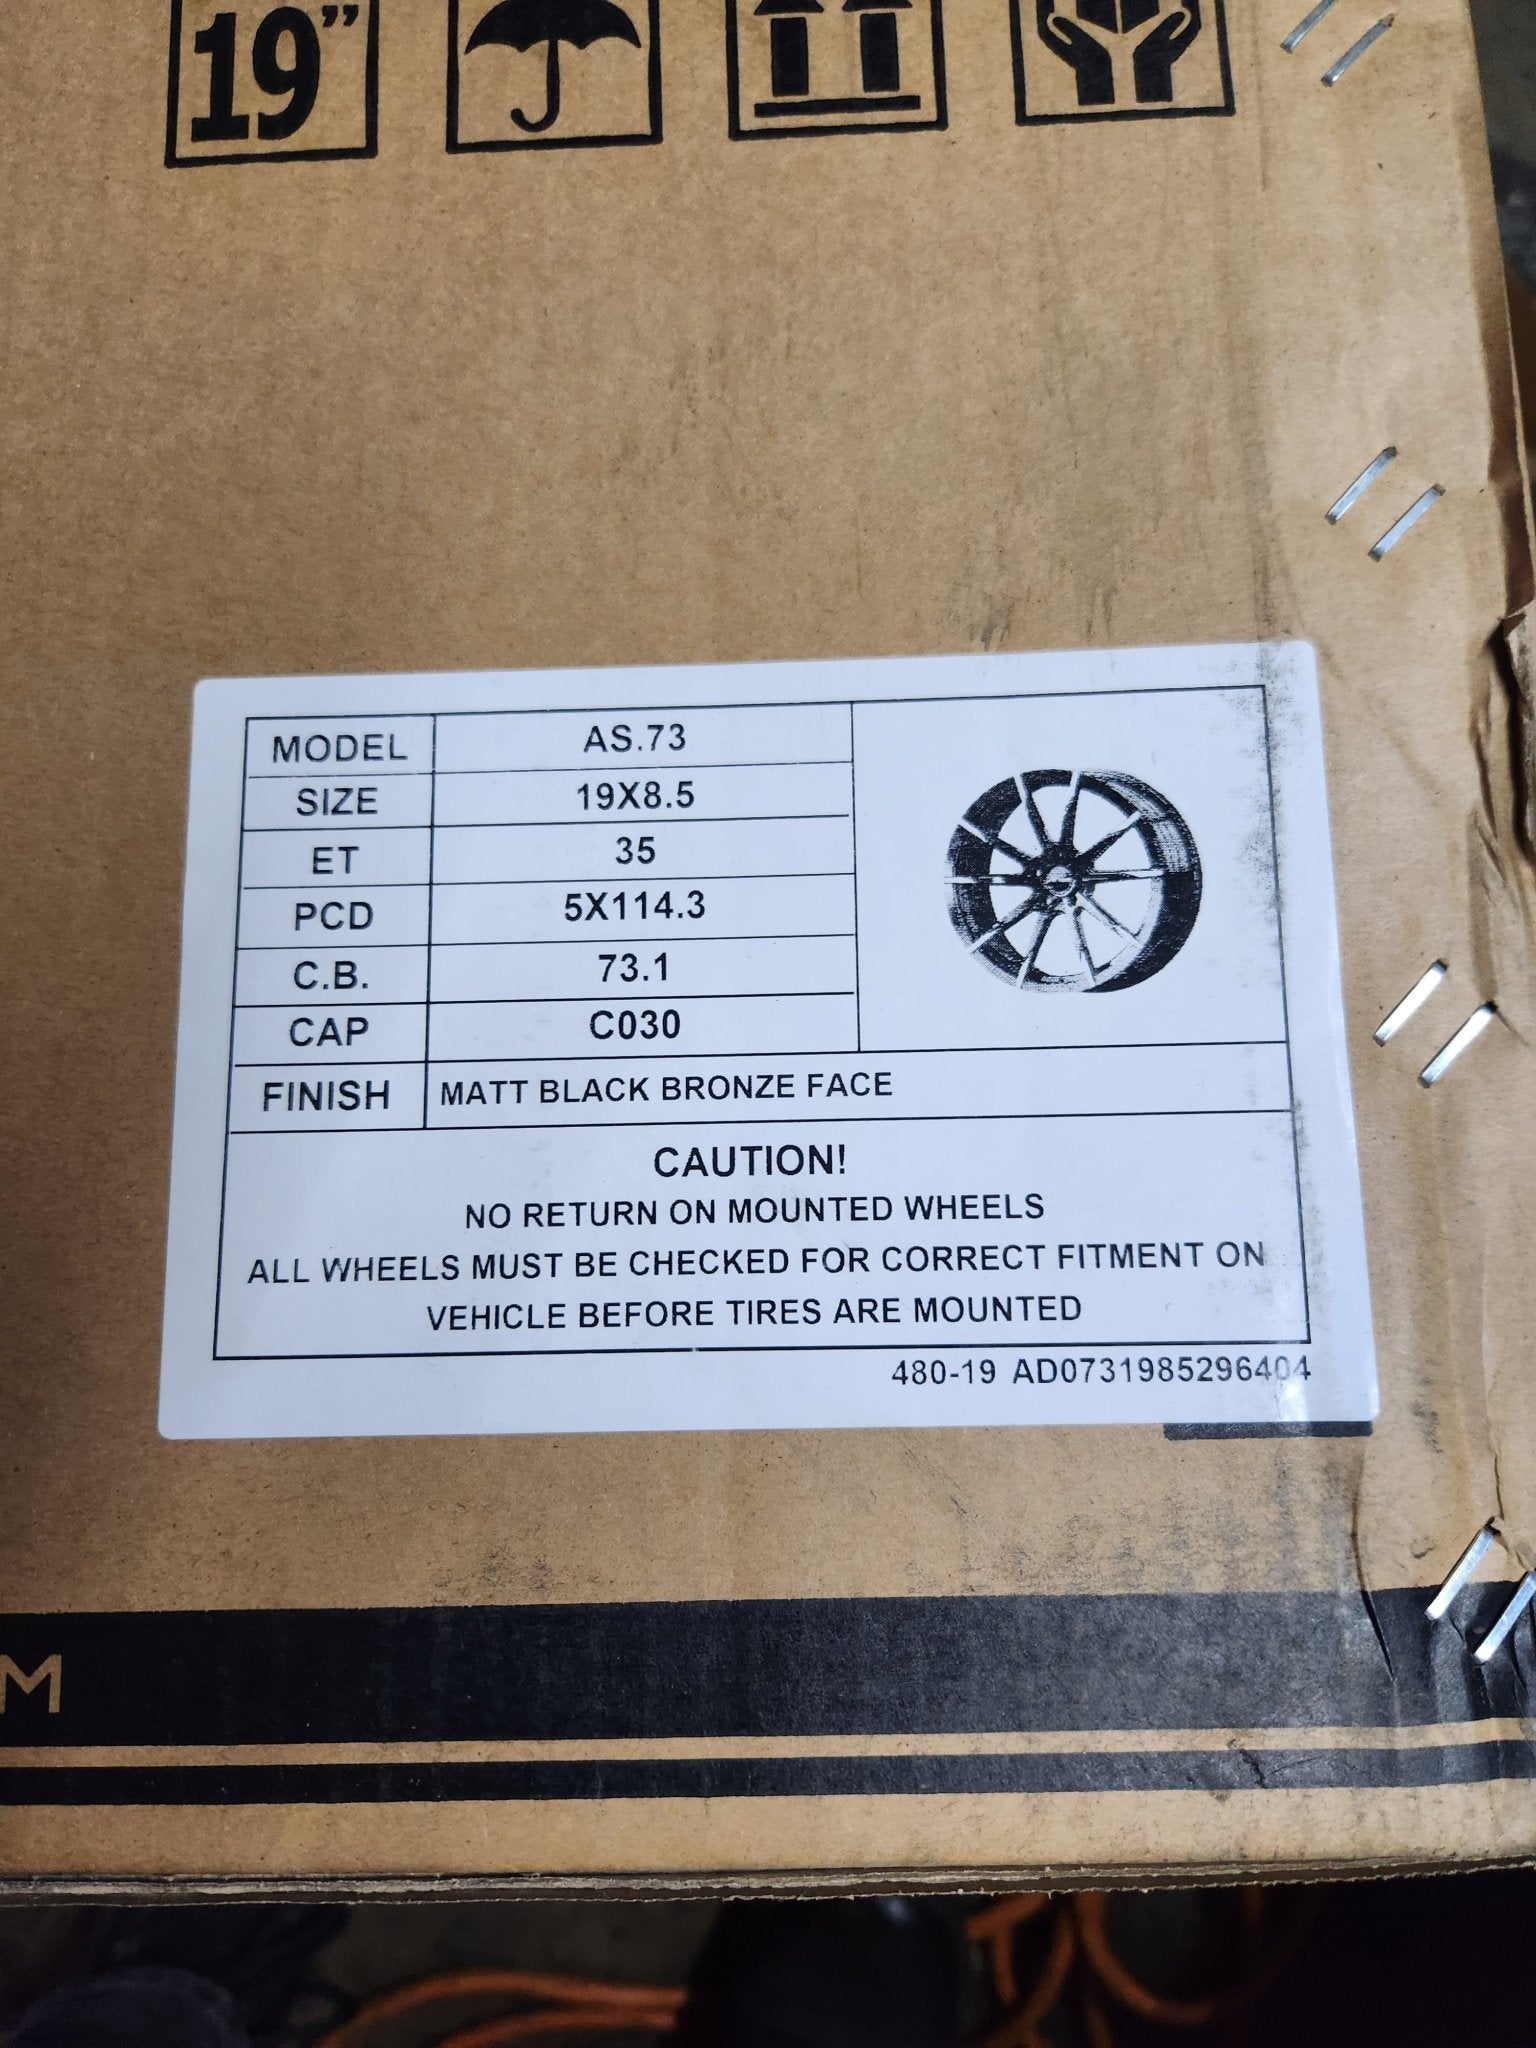 19”
MODEL AS.73
SIZE 19X8.5
ET 35
PCD 5X114.3
C.B. 73.1
CAP C030
FINISH MATT BLACK BRONZE FACE
CAUTION!
NO RETURN ON MOUNTED WHEELS
ALL WHEELS MUST BE CHECKED FOR CORRECT FITMENT ON
VEHICLE BEFORE TIRES ARE MOUNTED
480-19 AD0731985296404
M